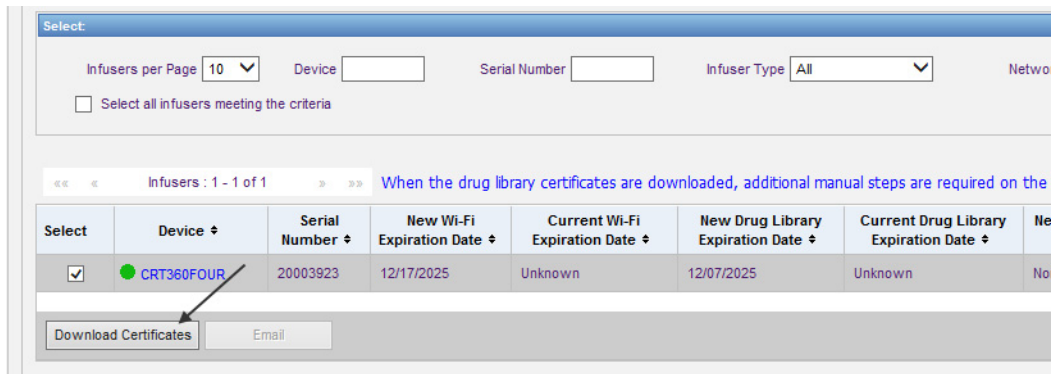 Select:
Infusers per Page 10 Device Serial Number Infuser Type All
Select all infusers meeting the criteria
«« « Infusers : 1 - 1 of 1 » »» When the drug library certificates are downloaded, additional manual steps are required on the
Select Device Serial Number New Wi-Fi Expiration Date Current Wi-Fi Expiration Date New Drug Library Expiration Date Current Drug Library Expiration Date
CRT360FOUR 20003923 12/17/2025 Unknown 12/07/2025 Unknown
Download Certificates Email